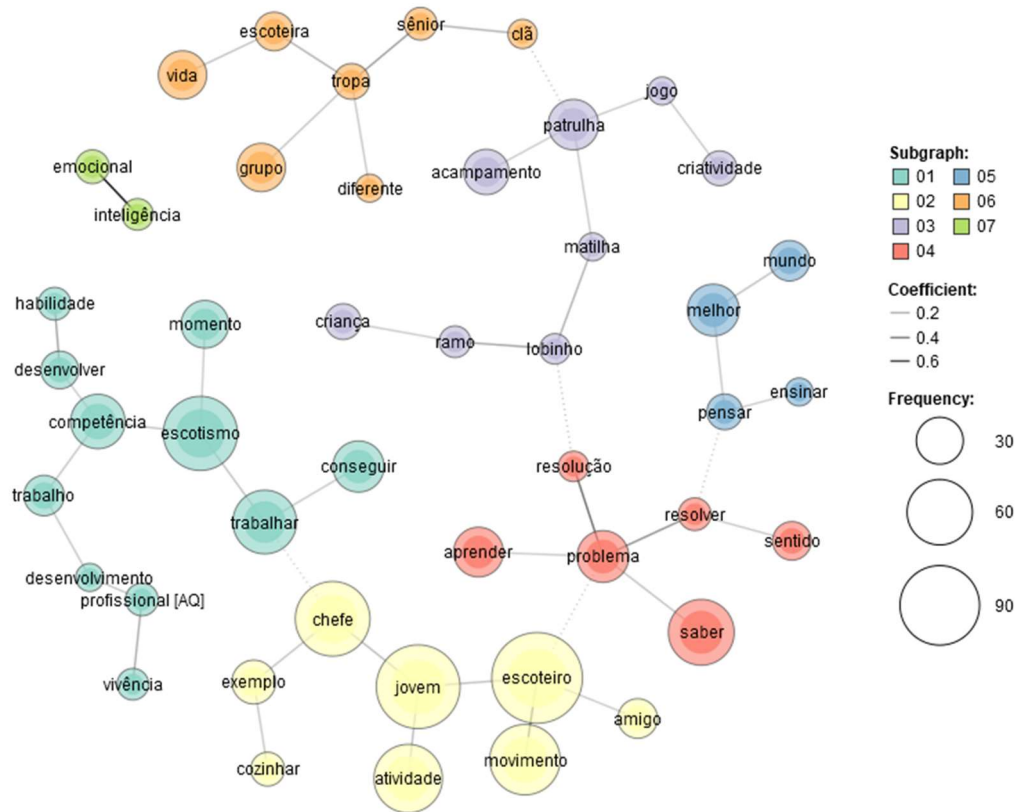 sênior
escoteira
clã
vida
tropa
jogo
patrulha
emocional
grupo
acampamento
criatividade
diferente
inteligência
matilha
mundo
habilidade
momento
criança
melhor
ramo
lobinho
desenvolver
ensinar
competência
pensar
escotismo
conseguir
resolução
trabalho
trabalhar
resolver
aprender
problema
sentido
desenvolvimento
profissional [AQ]
chefe
saber
vivência
exemplo
jovem
escoteiro
amigo
cozinhar
atividade
movimento
Subgraph:
01 05
02 06
03 07
04
Coefficient:
0.2
0.4
0.6
Frequency:
30
60
90